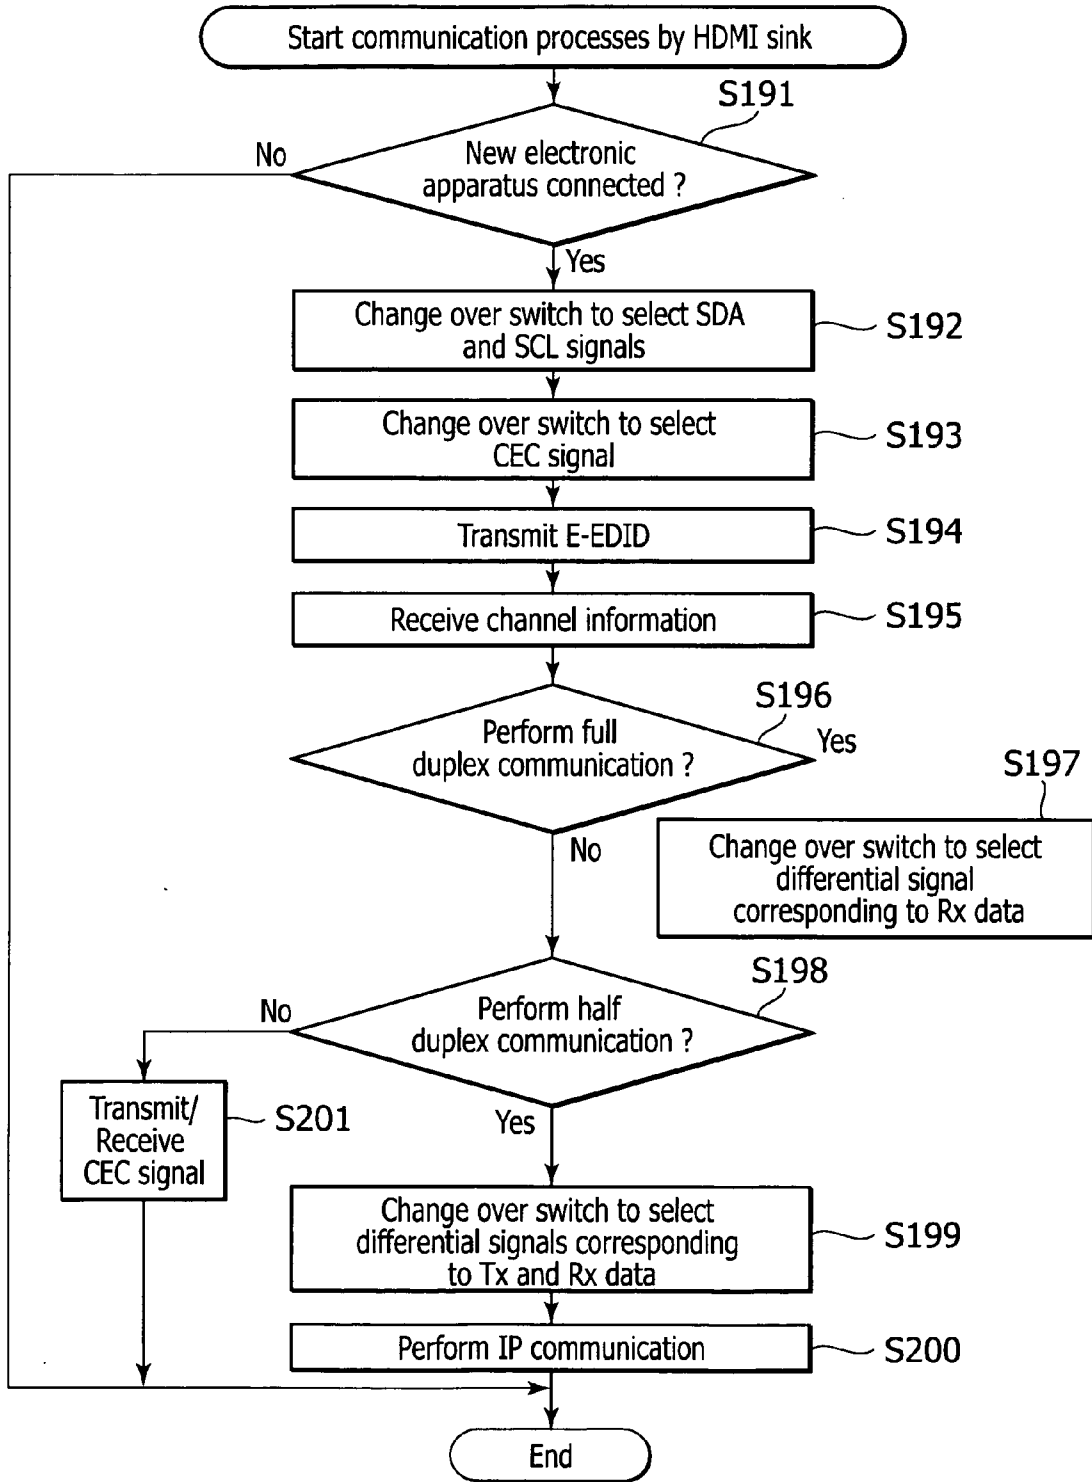 Start communication processes by HDMI sink
S191
New electronic
apparatus connected ?
No
Yes
Change over switch to select SDA
and SCL signals
S192
Change over switch to select
CEC signal
S193
Transmit E-EDID
S194
Receive channel information
S195
S196
Perform full
duplex communication ?
Yes
No
S197
Change over switch to select
differential signal
corresponding to Rx data
S198
Perform half
duplex communication ?
No
Yes
Transmit/
Receive
CEC signal
S201
Change over switch to select
differential signals corresponding
to Tx and Rx data
S199
Perform IP communication
S200
End